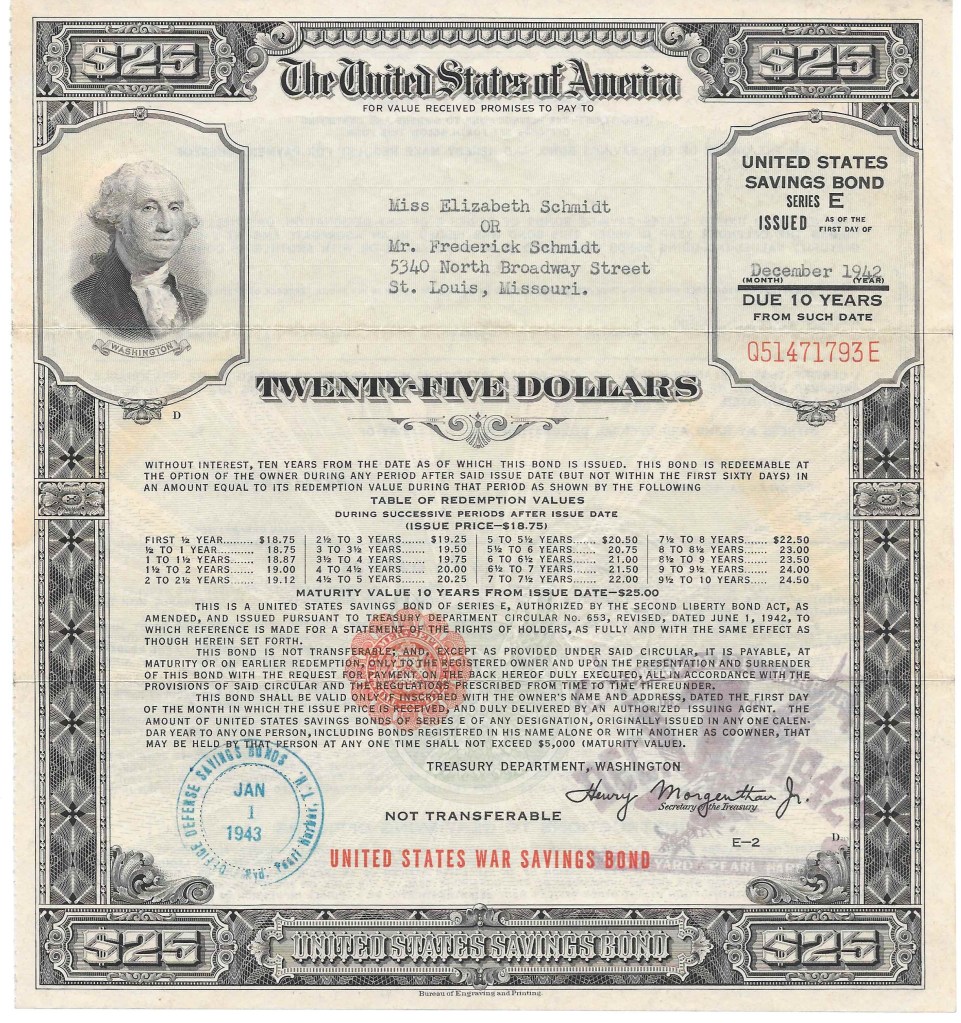 $25
$25
The United States of America
FOR VALUE RECEIVED PROMISES TO PAY TO
WASHINGTON
D
Miss Elizabeth Schmidt
OR
Mr. Frederick Schmidt
5340 North Broadway Street
St. Louis, Missouri.
UNITED STATES
SAVINGS BOND
SERIES E
ISSUED AS OF THE FIRST DAY OF
December 1942
(MONTH) (YEAR)
DUE 10 YEARS
FROM SUCH DATE
Q51471793E
TWENTY-FIVE DOLLARS
WITHOUT INTEREST, TEN YEARS FROM THE DATE AS OF WHICH THIS BOND IS ISSUED. THIS BOND IS REDEEMABLE AT
THE OPTION OF THE OWNER DURING ANY PERIOD AFTER SAID ISSUE DATE (BUT NOT WITHIN THE FIRST SIXTY DAYS) IN
AN AMOUNT EQUAL TO ITS REDEMPTION VALUE DURING THAT PERIOD AS SHOWN BY THE FOLLOWING
TABLE OF REDEMPTION VALUES
DURING SUCCESSIVE PERIODS AFTER ISSUE DATE
(ISSUE PRICE—$18.75)
FIRST ½ YEAR........ $18.75 2½ TO 3 YEARS...... $19.25 5 TO 5½ YEARS...... $20.50 7½ TO 8 YEARS...... $22.50
½ TO 1 YEAR........ 18.75 3 TO 3½ YEARS...... 19.50 5½ TO 6 YEARS...... 20.75 8 TO 8½ YEARS...... 23.00
1 TO 1½ YEARS...... 18.87 3½ TO 4 YEARS...... 19.75 6 TO 6½ YEARS...... 21.00 8½ TO 9 YEARS...... 23.50
1½ TO 2 YEARS...... 19.00 4 TO 4½ YEARS...... 20.00 6½ TO 7 YEARS...... 21.50 9 TO 9½ YEARS...... 24.00
2 TO 2½ YEARS...... 19.12 4½ TO 5 YEARS...... 20.25 7 TO 7½ YEARS...... 22.00 9½ TO 10 YEARS..... 24.50
MATURITY VALUE 10 YEARS FROM ISSUE DATE—$25.00
THIS IS A UNITED STATES SAVINGS BOND OF SERIES E, AUTHORIZED BY THE SECOND LIBERTY BOND ACT, AS
AMENDED, AND ISSUED PURSUANT TO TREASURY DEPARTMENT CIRCULAR No. 653, REVISED, DATED JUNE 1, 1942, TO
WHICH REFERENCE IS MADE FOR A STATEMENT OF THE RIGHTS OF HOLDERS, AS FULLY AND WITH THE SAME EFFECT AS
THOUGH HEREIN SET FORTH.
THIS BOND IS NOT TRANSFERABLE; AND, EXCEPT AS PROVIDED UNDER SAID CIRCULAR, IT IS PAYABLE, AT
MATURITY OR ON EARLIER REDEMPTION, ONLY TO THE REGISTERED OWNER AND UPON THE PRESENTATION AND SURRENDER
OF THIS BOND WITH THE REQUEST FOR PAYMENT ON THE BACK HEREOF DULY EXECUTED, ALL IN ACCORDANCE WITH THE
PROVISIONS OF SAID CIRCULAR AND THE REGULATIONS PRESCRIBED FROM TIME TO TIME THEREUNDER.
THIS BOND SHALL BE VALID ONLY IF INSCRIBED WITH THE OWNER'S NAME AND ADDRESS, DATED THE FIRST DAY
OF THE MONTH IN WHICH THE ISSUE PRICE IS RECEIVED, AND DULY DELIVERED BY AN AUTHORIZED ISSUING AGENT. THE
AMOUNT OF UNITED STATES SAVINGS BONDS OF SERIES E OF ANY DESIGNATION, ORIGINALLY ISSUED IN ANY ONE CALEN-
DAR YEAR TO ANY ONE PERSON, INCLUDING BONDS REGISTERED IN HIS NAME ALONE OR WITH ANOTHER AS COOWNER, THAT
MAY BE HELD BY THAT PERSON AT ANY ONE TIME SHALL NOT EXCEED $5,000 (MATURITY VALUE).
TREASURY DEPARTMENT, WASHINGTON
Henry Morgenthau Jr.
Secretary of the Treasury.
NOT TRANSFERABLE
E-2
D
UNITED STATES WAR SAVINGS BOND
DEFENSE SAVINGS BONDS
JAN
1
1943
OFFICE
Pearl Harbor,
1942
YARD PEARL
$25
UNITED STATES SAVINGS BOND
$25
Bureau of Engraving and Printing.